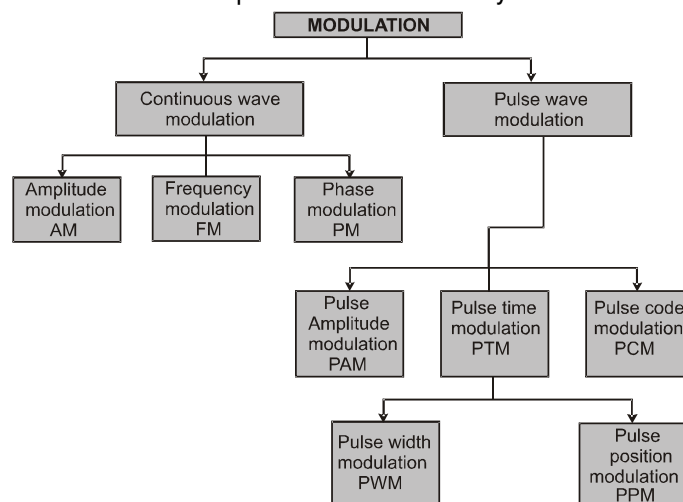 MODULATION
Continuous wave
modulation
Pulse wave
modulation
Amplitude
modulation
AM
Frequency
modulation
FM
Phase
modulation
PM
Pulse
Amplitude
modulation
PAM
Pulse time
modulation
PTM
Pulse code
modulation
PCM
Pulse width
modulation
PWM
Pulse
position
modulation
PPM